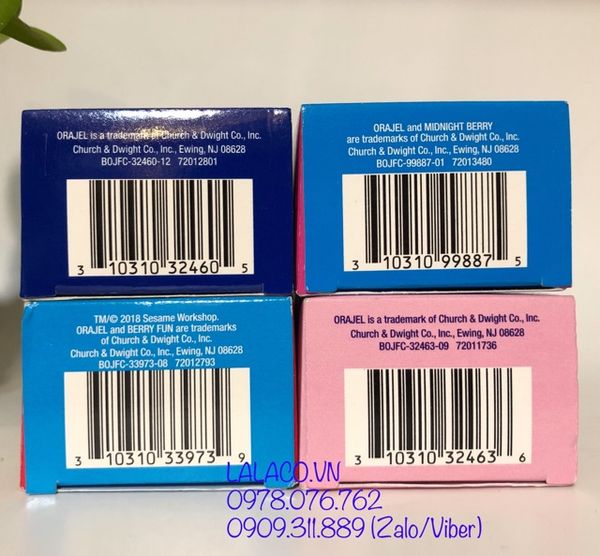 ORAJEL is a trademark of Church & Dwight Co., Inc.
Church & Dwight Co., Inc., Ewing, NJ 08628
BOJFC-32460-12 72012801
3 10310 32460 5
ORAJEL and MIDNIGHT BERRY
are trademarks of Church & Dwight Co., Inc.
Church & Dwight Co., Inc., Ewing, NJ 08628
BOJFC-99887-01 72013480
3 10310 99887 5
TM/© 2018 Sesame Workshop.
ORAJEL and BERRY FUN are trademarks
of Church & Dwight Co., Inc.
Church & Dwight Co., Inc., Ewing, NJ 08628
BOJFC-33973-08 72012793
3 10310 33973 9
ORAJEL is a trademark of Church & Dwight Co., Inc.
Church & Dwight Co., Inc., Ewing, NJ 08628
BOJFC-32463-09 72011736
3 10310 32463 6
LALACO.VN
0978.076.762
0909.311.889 (Zalo/Viber)